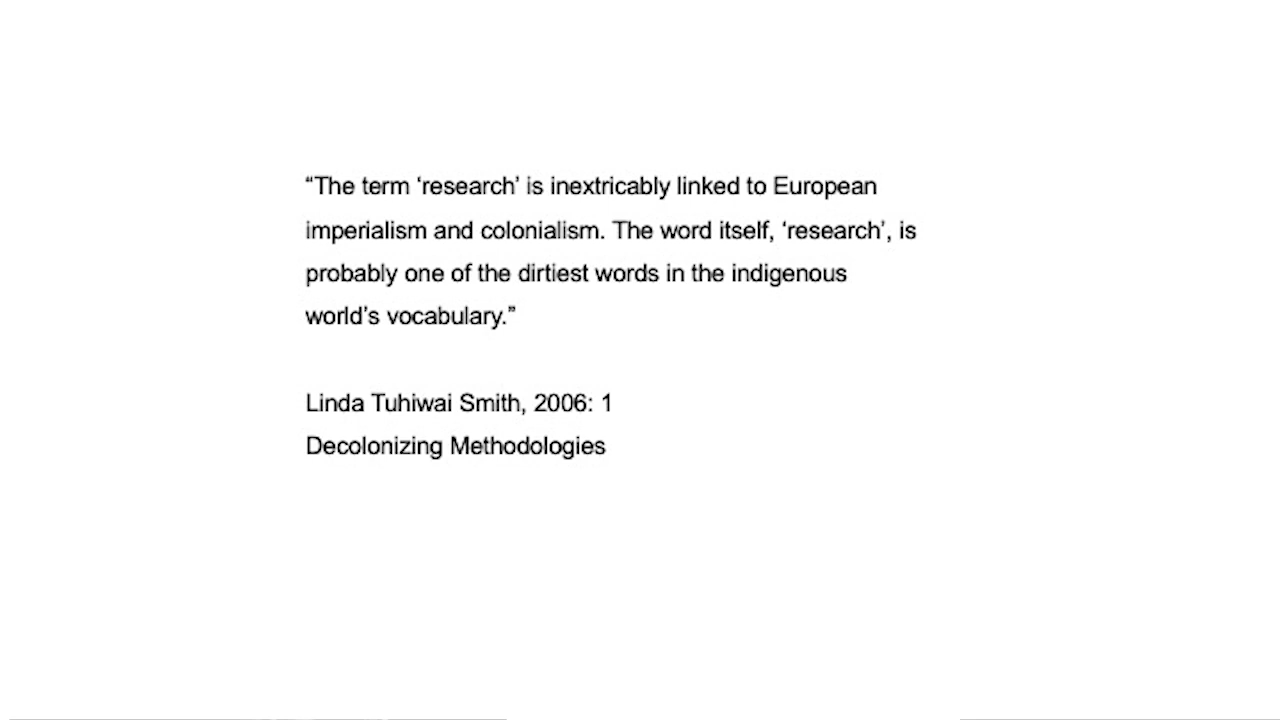 “The term ‘research’ is inextricably linked to European
imperialism and colonialism. The word itself, ‘research’, is
probably one of the dirtiest words in the indigenous
world’s vocabulary.”
Linda Tuhiwai Smith, 2006: 1
Decolonizing Methodologies